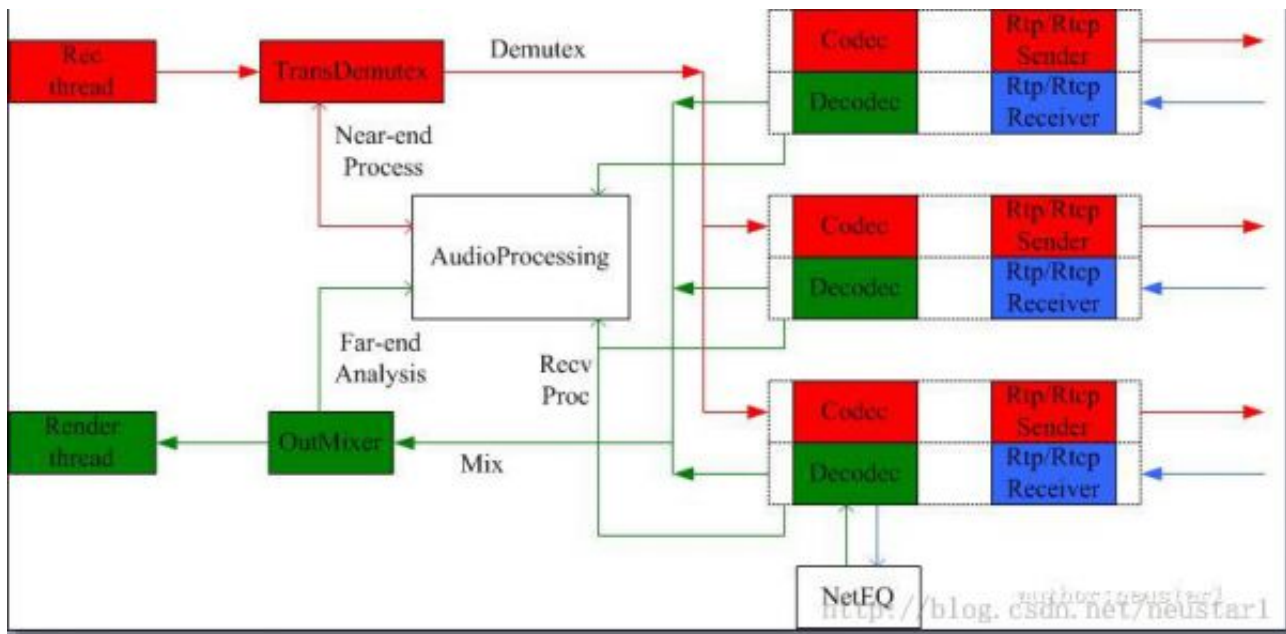 Rec
thread
TransDemutex
Demutex
Codec
Rtp/Rtcp
Sender
Decodec
Rtp/Rtcp
Receiver
Near-end
Process
AudioProcessing
Codec
Rtp/Rtcp
Sender
Decodec
Rtp/Rtcp
Receiver
Far-end
Analysis
Recv
Proc
Codec
Rtp/Rtcp
Sender
Decodec
Rtp/Rtcp
Receiver
Render
thread
OutMixer
Mix
NetEQ
author:neustar1
http://blog.csdn.net/neustar1